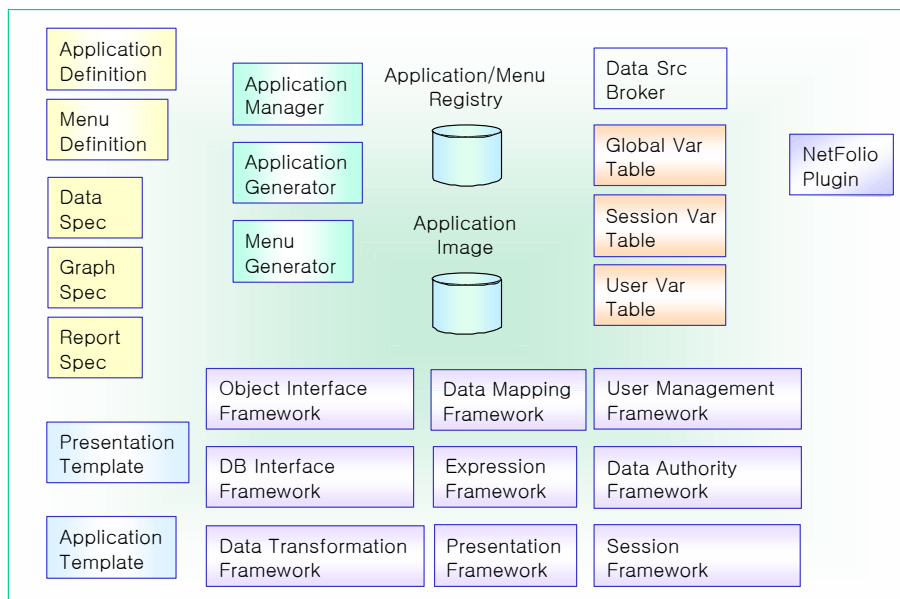 Application
Definition
Menu
Definition
Data
Spec
Graph
Spec
Report
Spec
Presentation
Template
Application
Template
Application
Manager
Application
Generator
Menu
Generator
Application/Menu
Registry
Application
Image
Data Src
Broker
Global Var
Table
Session Var
Table
User Var
Table
NetFolio
Plugin
Object Interface
Framework
Data Mapping
Framework
User Management
Framework
DB Interface
Framework
Expression
Framework
Data Authority
Framework
Data Transformation
Framework
Presentation
Framework
Session
Framework